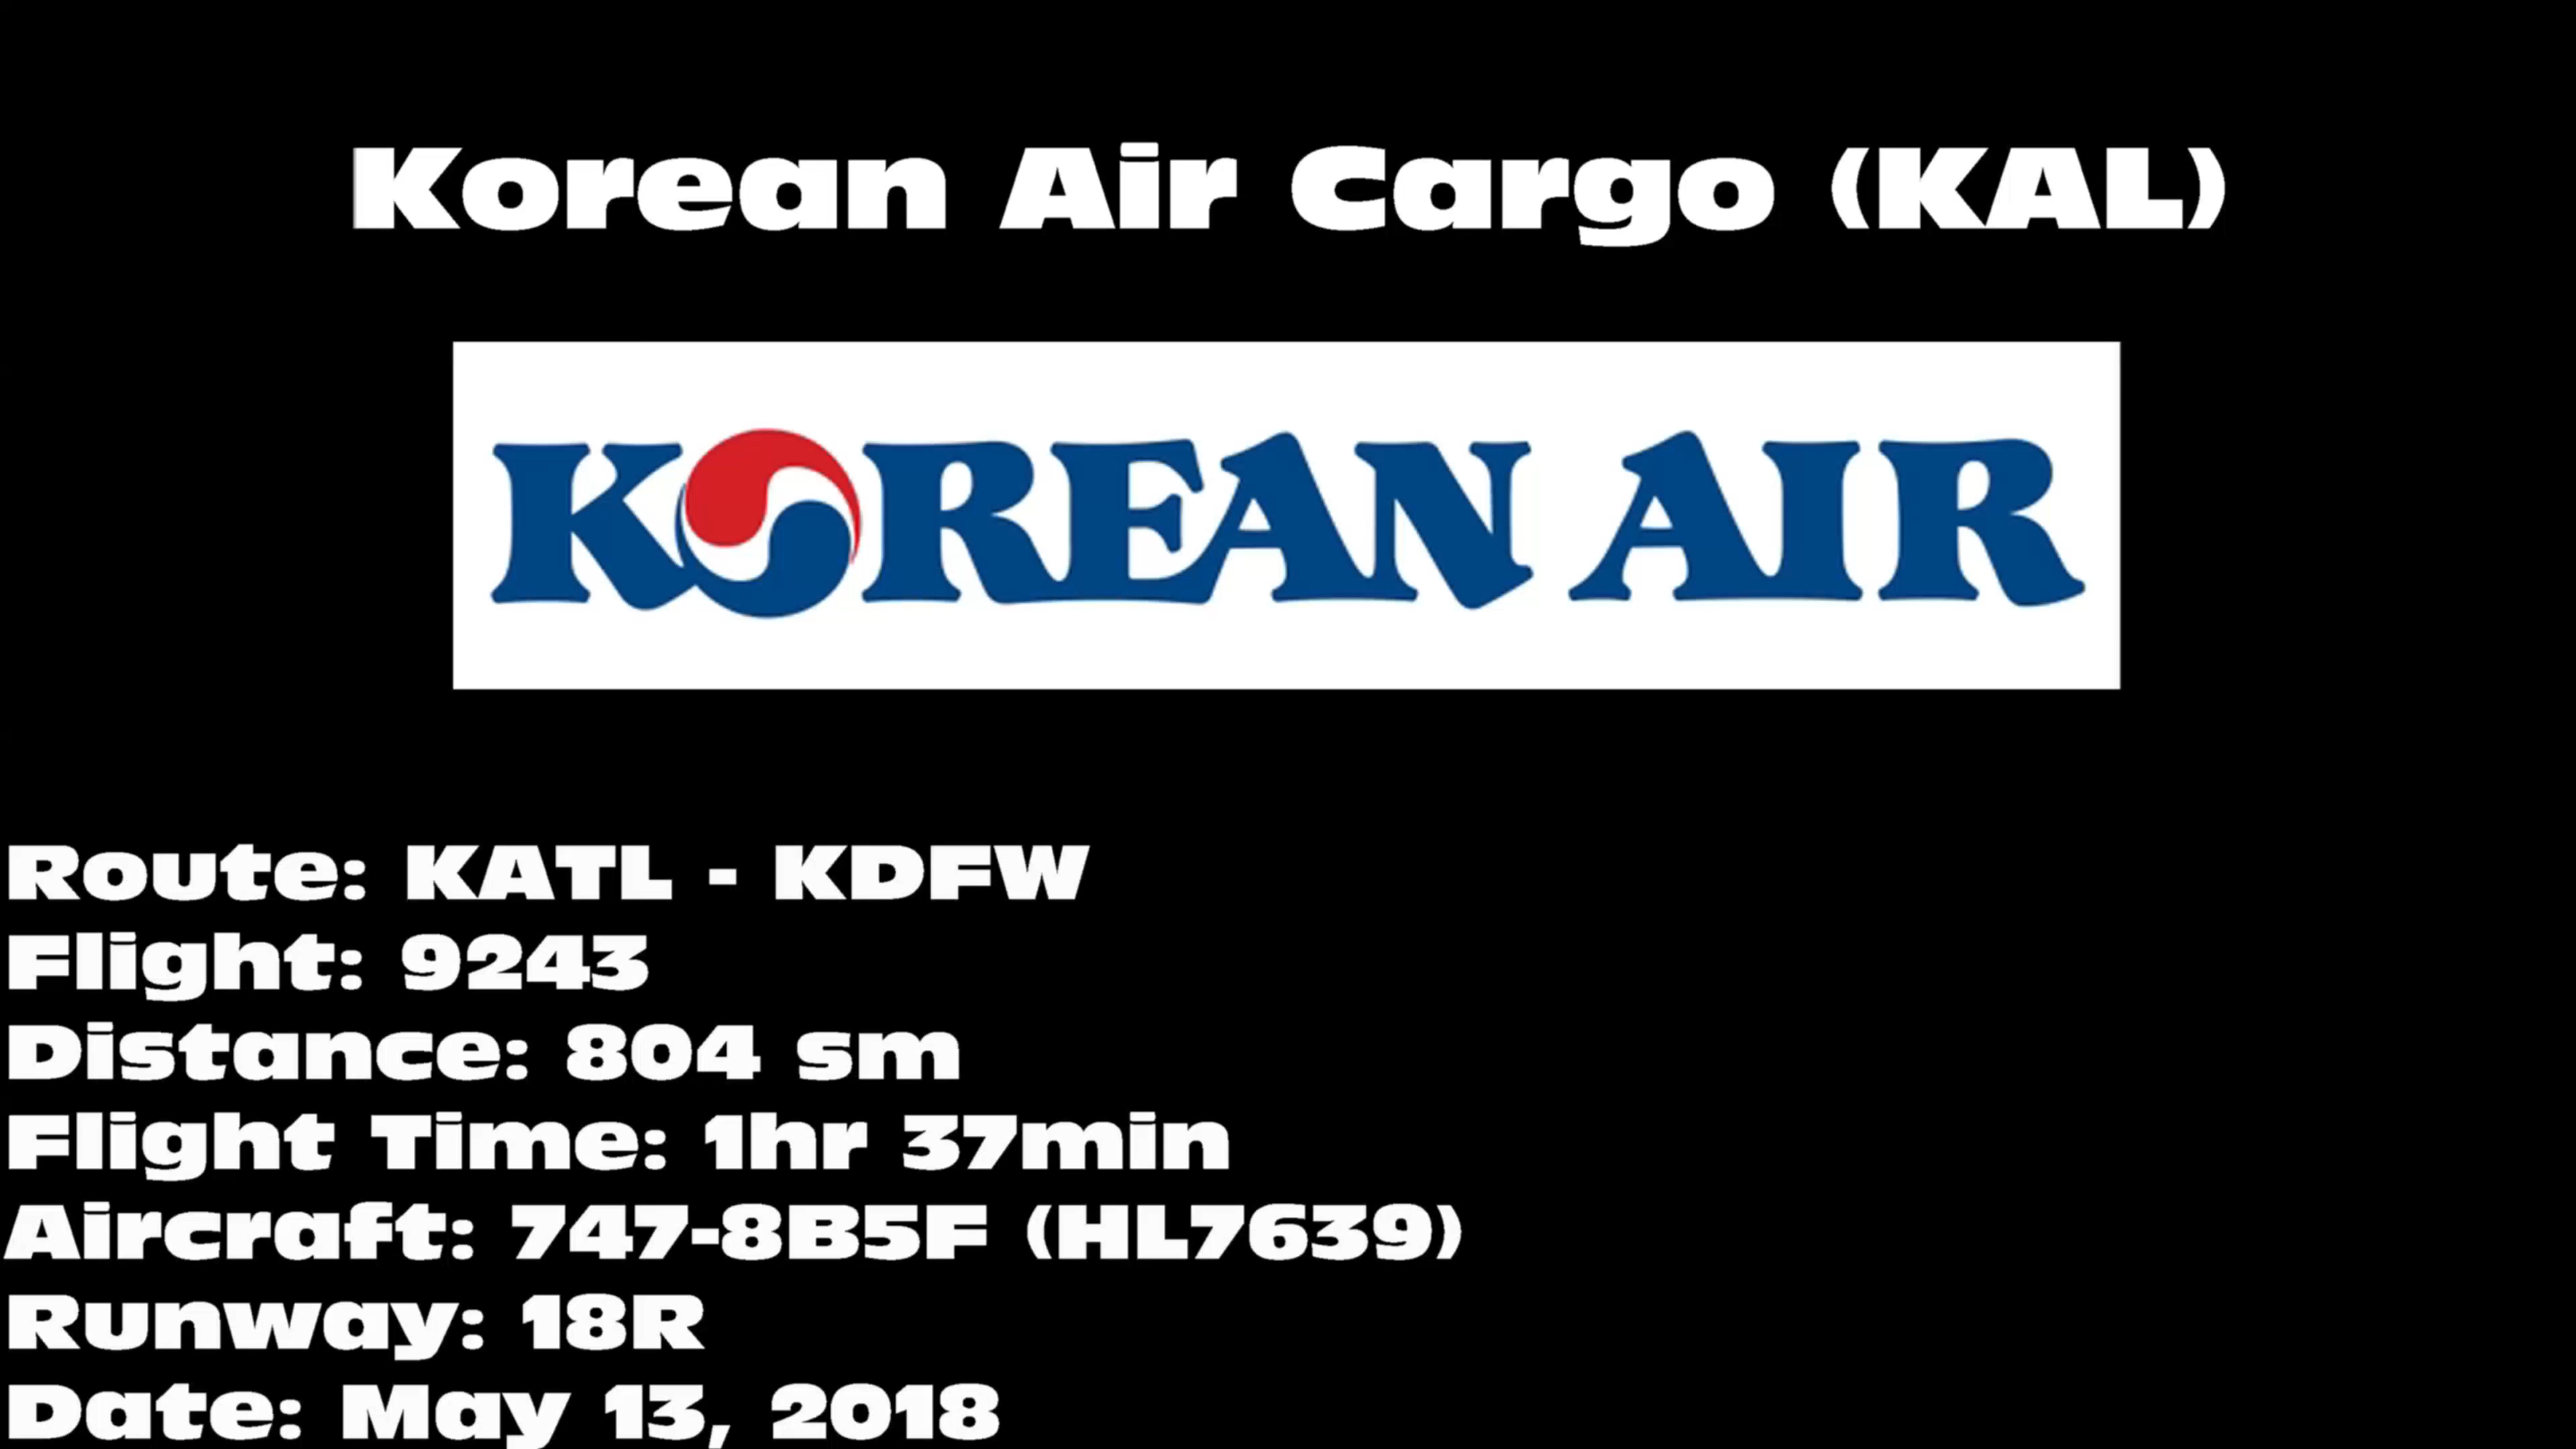 Korean Air Cargo (KAL)
KOREAN AIR
Route: KATL - KDFW
Flight: 9243
Distance: 804 sm
Flight Time: 1hr 37min
Aircraft: 747-8B5F (HL7639)
Runway: 18R
Date: May 13, 2018